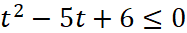 t² − 5t + 6 ≤ 0